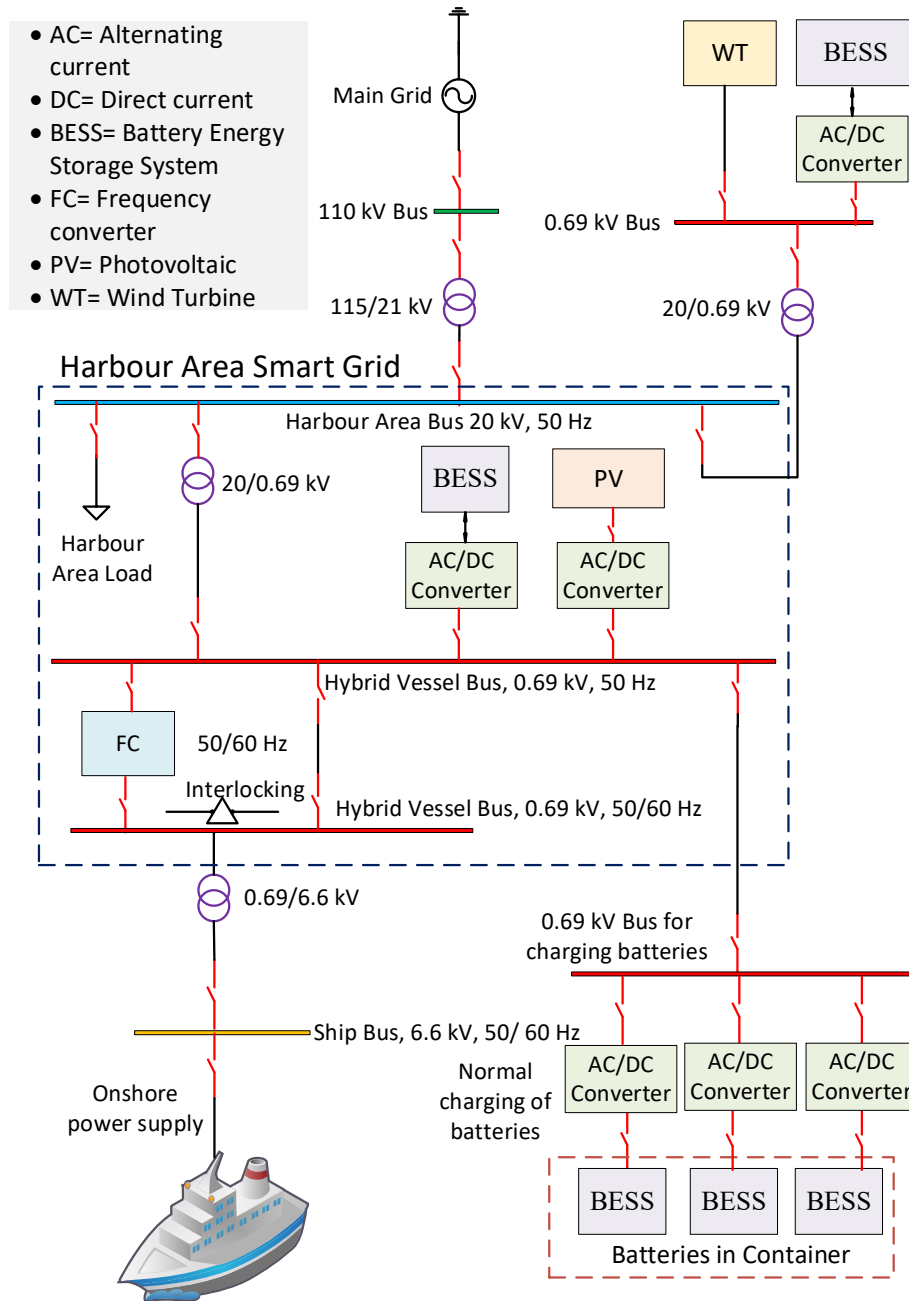 • AC= Alternating
current
• DC= Direct current
• BESS= Battery Energy
Storage System
• FC= Frequency
converter
• PV= Photovoltaic
• WT= Wind Turbine
Main Grid
110 kV Bus
115/21 kV
WT
BESS
AC/DC
Converter
0.69 kV Bus
20/0.69 kV
Harbour Area Smart Grid
Harbour Area Bus 20 kV, 50 Hz
20/0.69 kV
Harbour
Area Load
BESS
AC/DC
Converter
PV
AC/DC
Converter
Hybrid Vessel Bus, 0.69 kV, 50 Hz
FC
50/60 Hz
Interlocking
Hybrid Vessel Bus, 0.69 kV, 50/60 Hz
0.69/6.6 kV
0.69 kV Bus for
charging batteries
Ship Bus, 6.6 kV, 50/ 60 Hz
Onshore
power supply
Normal
charging of
batteries
AC/DC
Converter
AC/DC
Converter
AC/DC
Converter
BESS
BESS
BESS
Batteries in Container